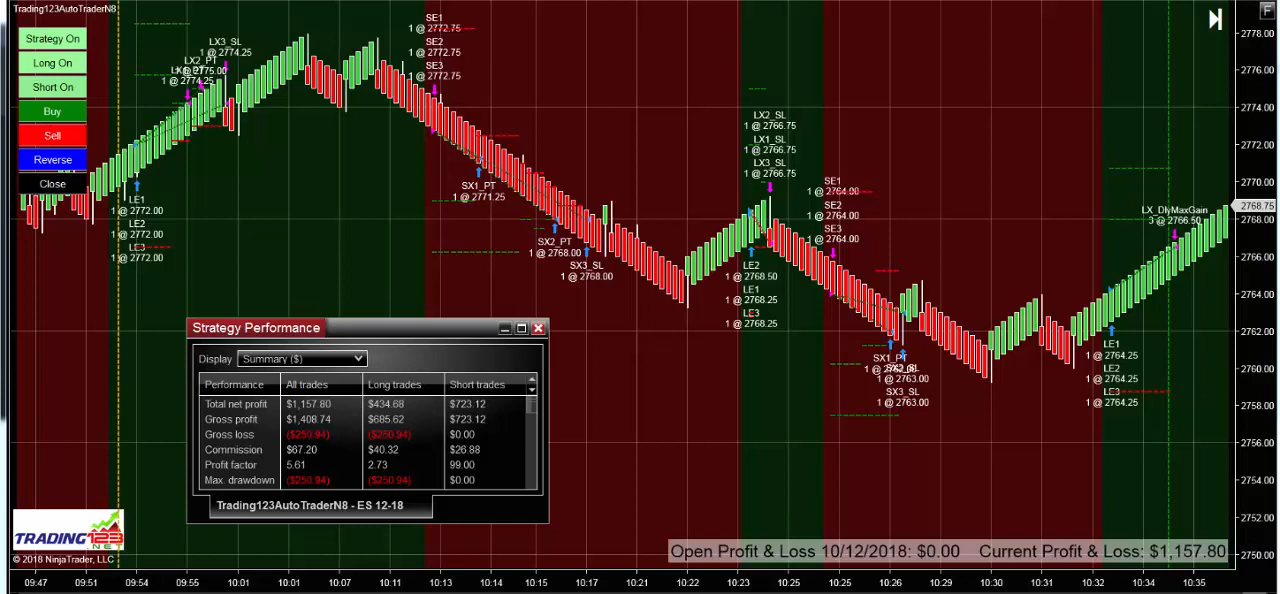 Trading123AutoTraderN8
F
Strategy On
Long On
Short On
Buy
Sell
Reverse
Close
LX3_SL
1 @ 2774.25
LX2_PT
1 @ 2775.00
1 @ 2774.25
LE1
1 @ 2772.00
LE2
1 @ 2772.00
LE3
1 @ 2772.00
SE1
1 @ 2772.75
SE2
1 @ 2772.75
SE3
1 @ 2772.75
SX1_PT
1 @ 2771.25
SX2_PT
1 @ 2768.00
SX3_SL
1 @ 2768.00
LX2_SL
1 @ 2766.75
LX1_SL
1 @ 2766.75
LX3_SL
1 @ 2766.75
LE2
1 @ 2768.50
LE1
1 @ 2768.25
LE3
1 @ 2768.25
SE1
1 @ 2764.00
SE2
1 @ 2764.00
SE3
1 @ 2764.00
SX1_PT
1 @ 2763.00
SX3_SL
1 @ 2763.00
LX_DlyMaxGain
3 @ 2766.50
LE1
1 @ 2764.25
LE2
1 @ 2764.25
LE3
1 @ 2764.25
2778.00
2776.00
2774.00
2772.00
2770.00
2768.75
2766.00
2764.00
2762.00
2760.00
2758.00
2756.00
2754.00
2752.00
2750.00
Strategy Performance
Display Summary ($)
Performance All trades Long trades Short trades
Total net profit $1,157.80 $434.68 $723.12
Gross profit $1,408.74 $685.62 $723.12
Gross loss ($250.94) ($250.94) $0.00
Commission $67.20 $40.32 $26.88
Profit factor 5.61 2.73 99.00
Max. drawdown ($250.94) ($250.94) $0.00
Trading123AutoTraderN8 - ES 12-18
TRADING123
.NET
© 2018 NinjaTrader, LLC
Open Profit & Loss 10/12/2018: $0.00 Current Profit & Loss: $1,157.80
09:47 09:51 09:54 09:55 10:01 10:01 10:07 10:11 10:13 10:14 10:15 10:17 10:21 10:22 10:23 10:25 10:25 10:26 10:29 10:30 10:31 10:32 10:34 10:35